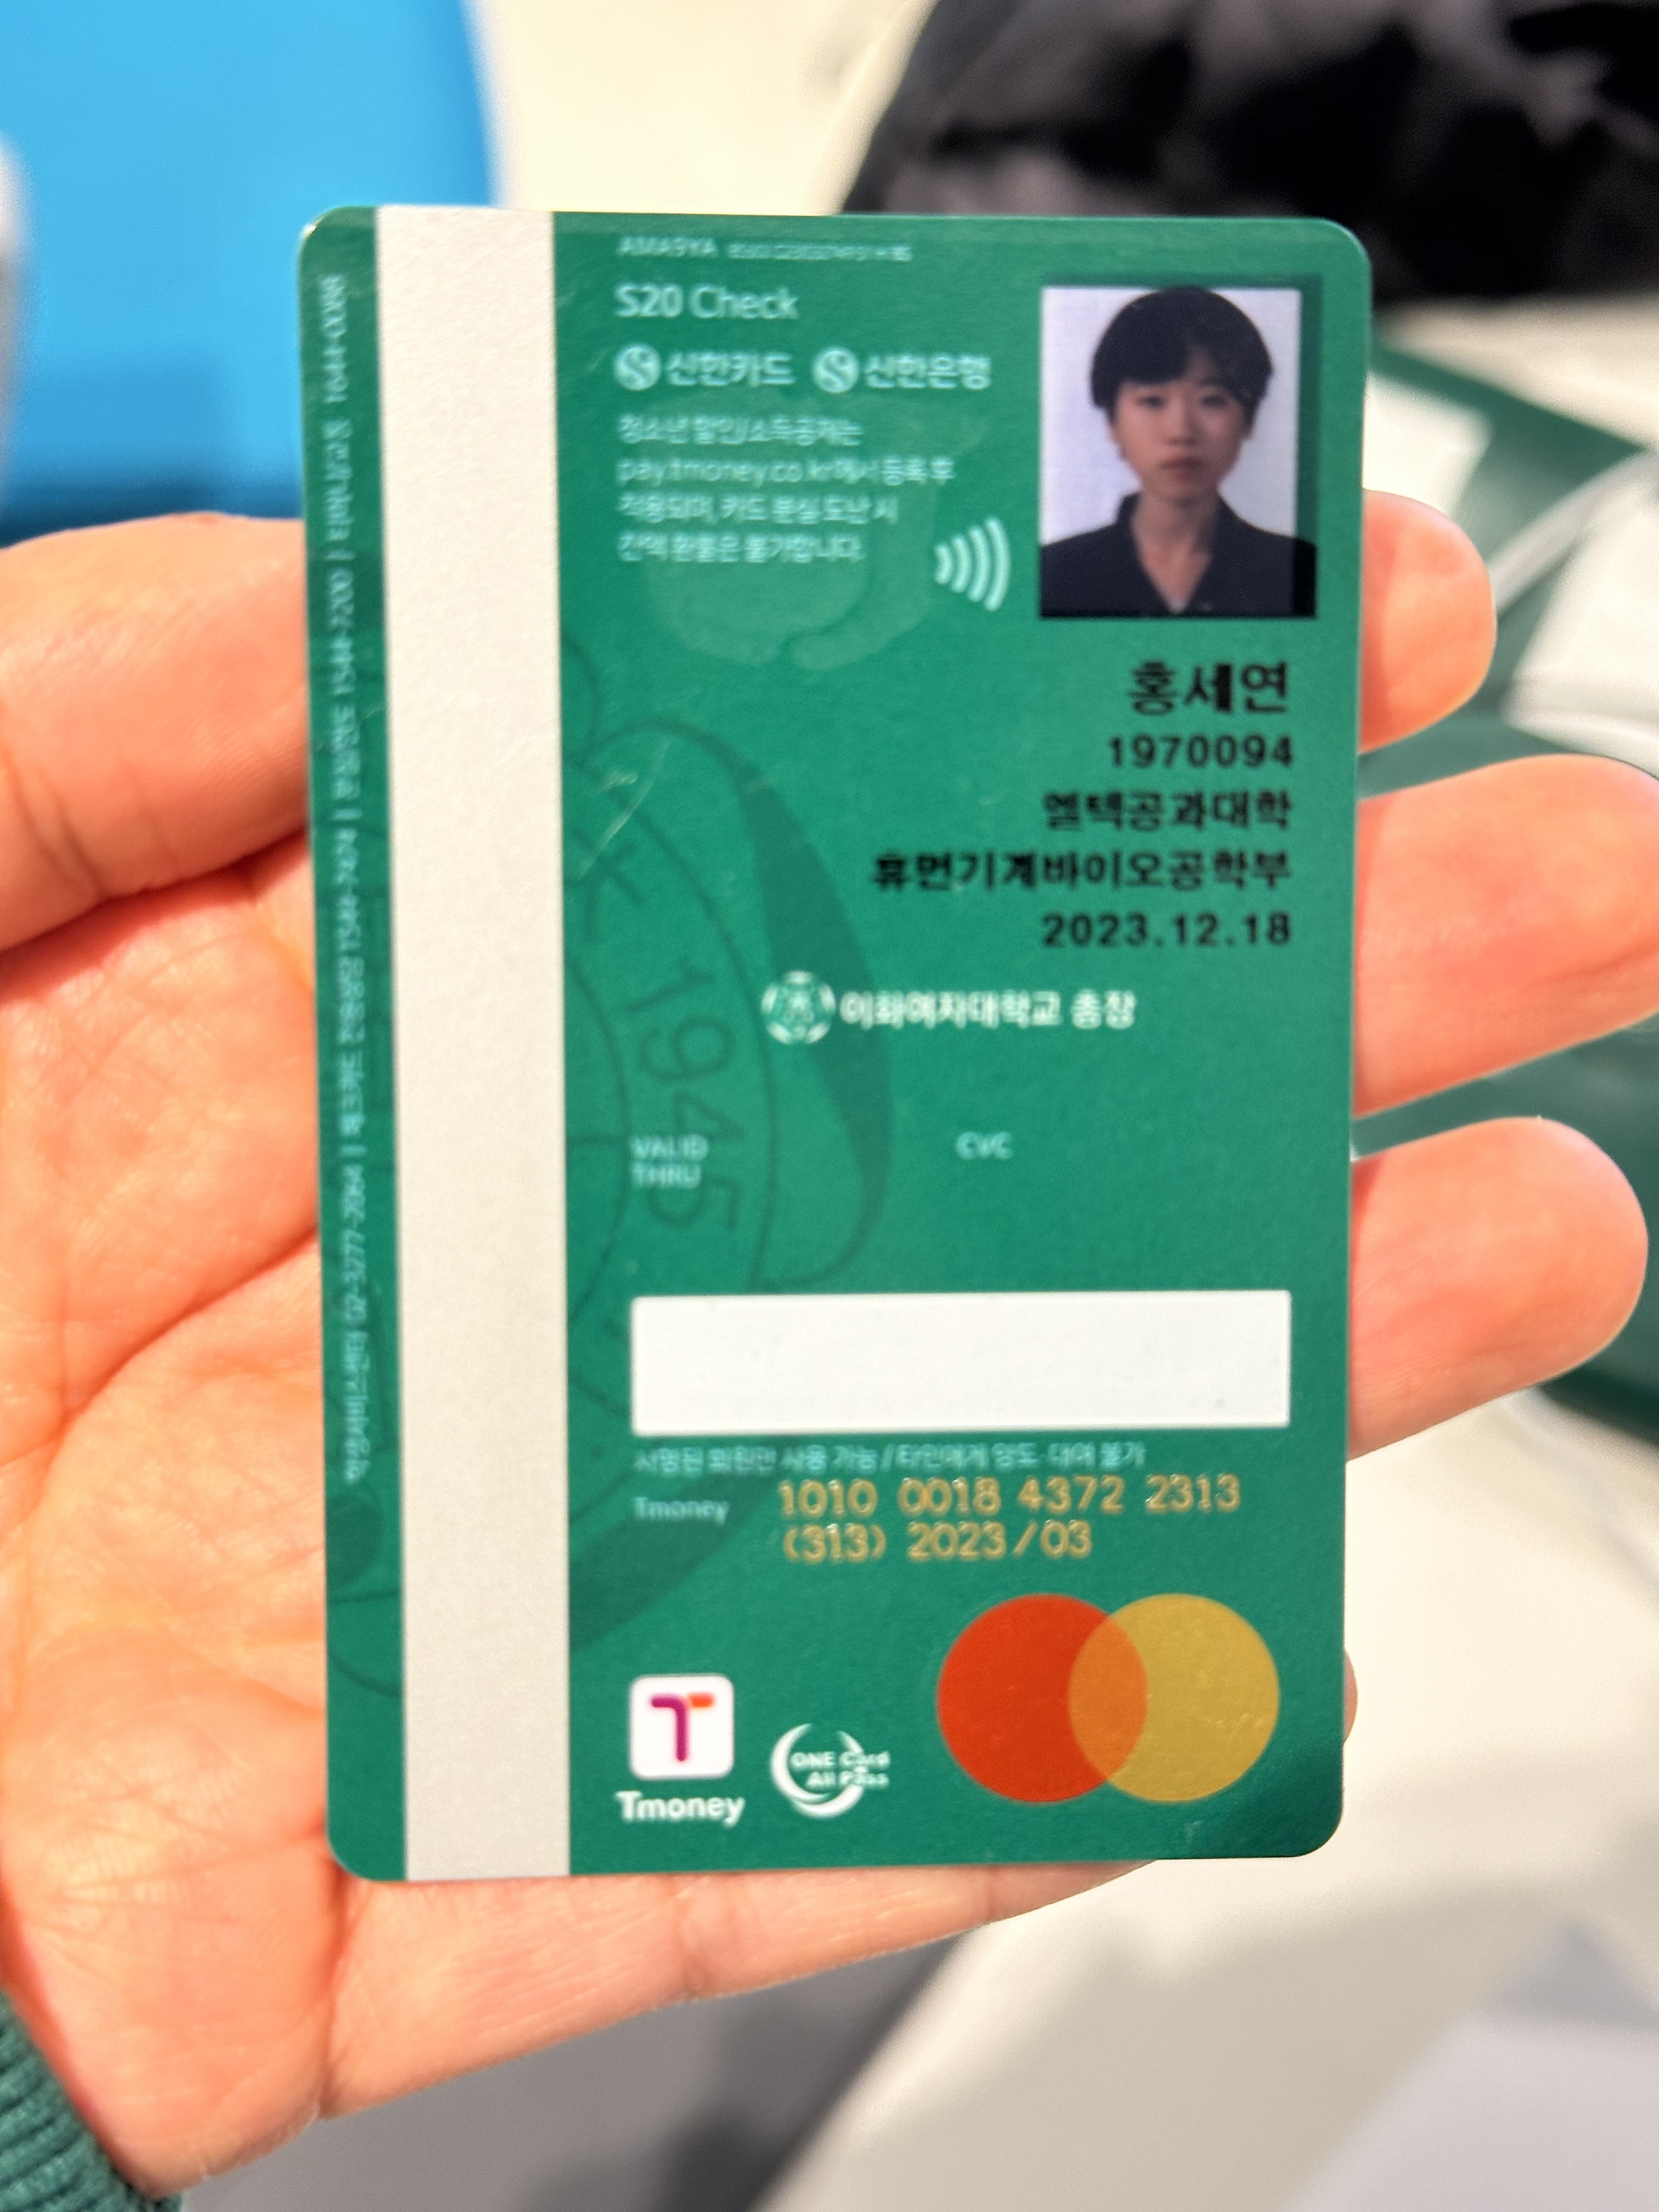 S20 Check
신한카드 신한은행
청소년 할인/소득공제는
pay.tmoney.co.kr에서 등록 후
적용되며, 카드 분실 도난 시
잔액 환불은 불가합니다.
홍세연
1970094
엘텍공과대학
휴먼기계바이오공학부
2023.12.18
이화여자대학교 총장
1945
VALID
THRU
CVC
서명된 회원만 사용 가능 / 타인에게 양도·대여 불가
Tmoney 1010 0018 4372 2313
(313) 2023/03
Tmoney
ONE Card
All Pass